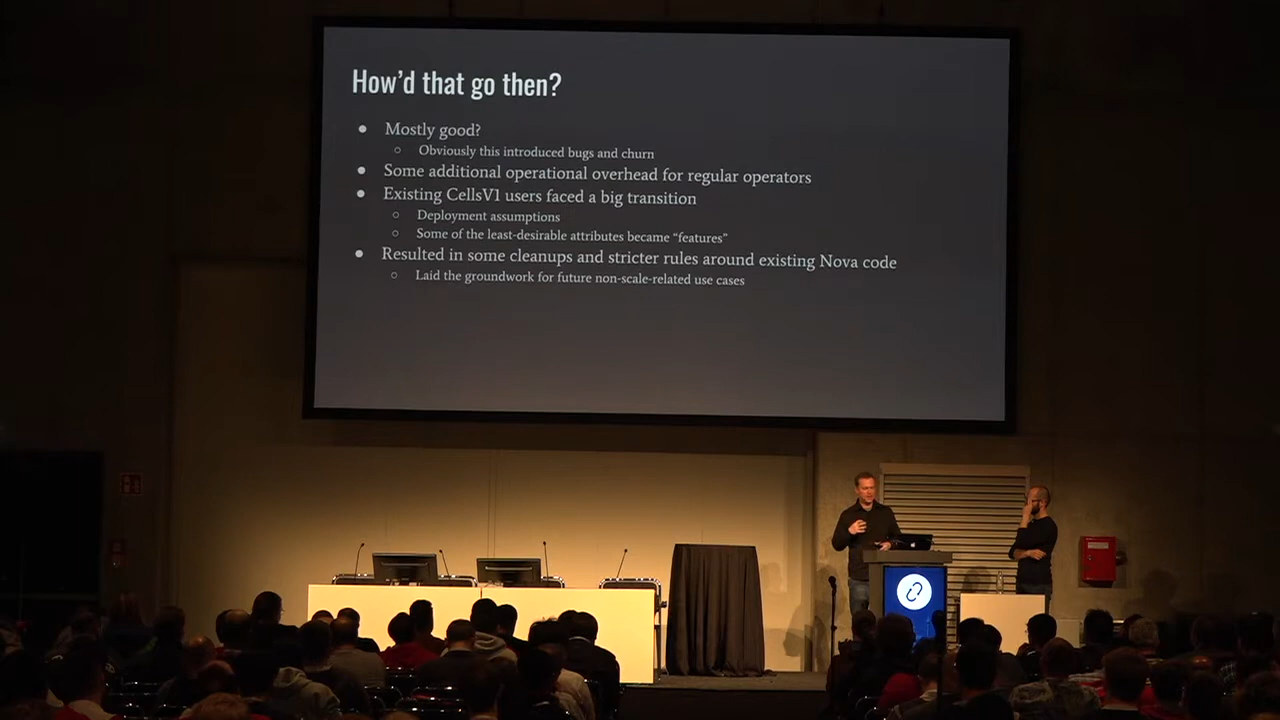 How'd that go then?
● Mostly good?
○ Obviously this introduced bugs and churn
● Some additional operational overhead for regular operators
● Existing CellsV1 users faced a big transition
○ Deployment assumptions
○ Some of the least-desirable attributes became “features”
● Resulted in some cleanups and stricter rules around existing Nova code
○ Laid the groundwork for future non-scale-related use cases